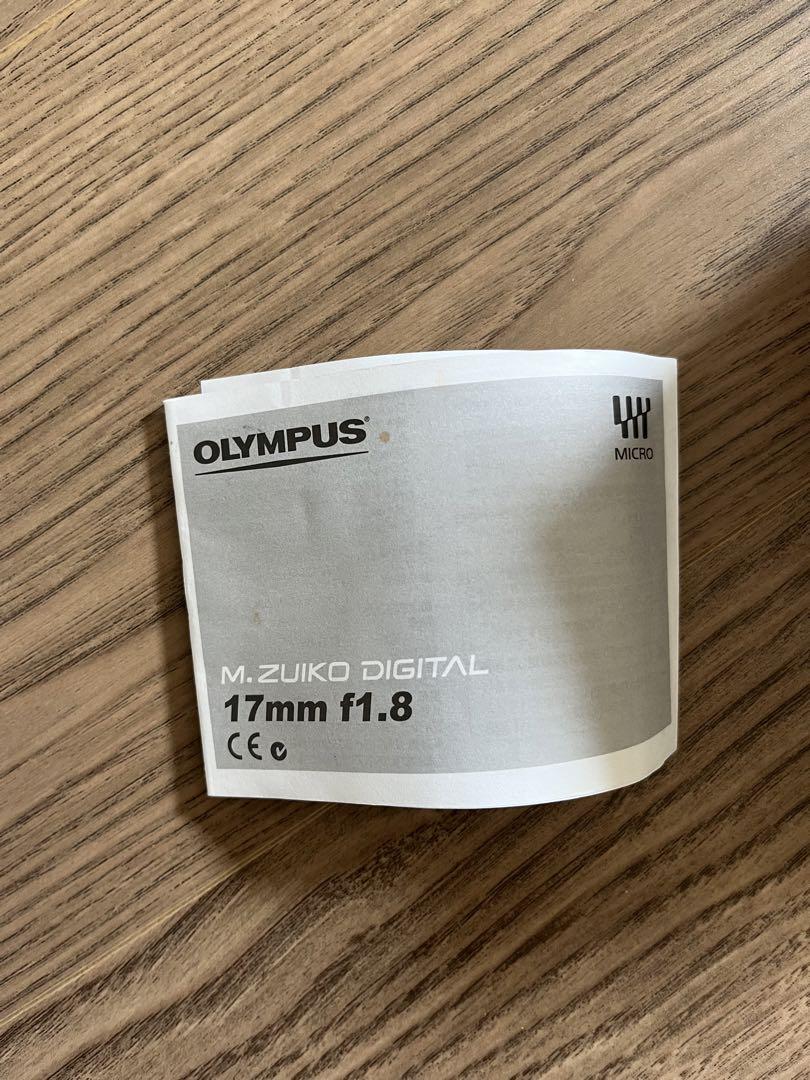 OLYMPUS®
MICRO
M.ZUIKO DIGITAL
17mm f1.8
CE